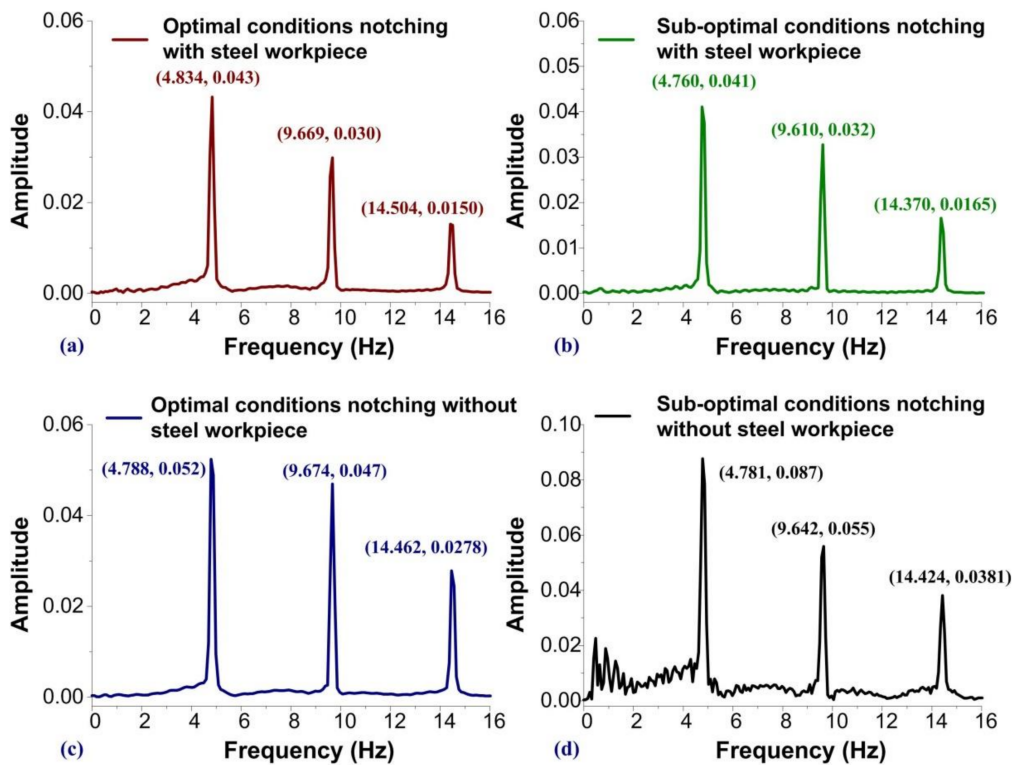 Optimal conditions notching
with steel workpiece
(4.834, 0.043)
(9.669, 0.030)
(14.504, 0.0150)
Amplitude
0.06
0.04
0.02
0.00
0 2 4 6 8 10 12 14 16
(a)
Frequency (Hz)
Sub-optimal conditions notching
with steel workpiece
(4.760, 0.041)
(9.610, 0.032)
(14.370, 0.0165)
Amplitude
0.06
0.05
0.04
0.03
0.02
0.01
0.00
0 2 4 6 8 10 12 14 16
(b)
Frequency (Hz)
Optimal conditions notching without
steel workpiece
(4.788, 0.052)
(9.674, 0.047)
(14.462, 0.0278)
Amplitude
0.06
0.04
0.02
0.00
0 2 4 6 8 10 12 14 16
(c)
Frequency (Hz)
Sub-optimal conditions notching
without steel workpiece
(4.781, 0.087)
(9.642, 0.055)
(14.424, 0.0381)
Amplitude
0.10
0.08
0.06
0.04
0.02
0.00
0 2 4 6 8 10 12 14 16
(d)
Frequency (Hz)